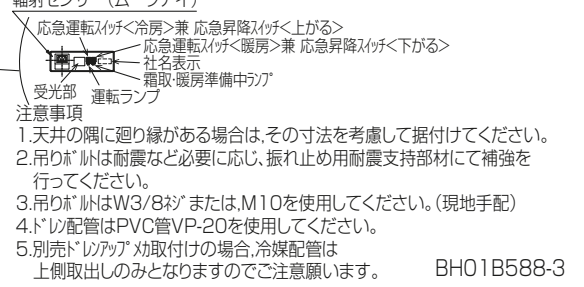 輻射センサー（ムーブアイ）
応急運転スイッチ<冷房>兼 応急昇降スイッチ<上がる>
応急運転スイッチ<暖房>兼 応急昇降スイッチ<下がる>
社名表示
霜取・暖房準備中ランプ
受光部
運転ランプ
注意事項
1.天井の隅に廻り縁がある場合は,その寸法を考慮して据付けてください。
2.吊りボルトは耐震など必要に応じ、振れ止め用耐震支持部材にて補強を
行ってください。
3.吊りボルトはW3/8ネジまたは,M10を使用してください。(現地手配)
4.ドレン配管はPVC管VP-20を使用してください。
5.別売ドレンアップメカ取付けの場合,冷媒配管は
上側取出しのみとなりますのでご注意願います。
BH01B588-3